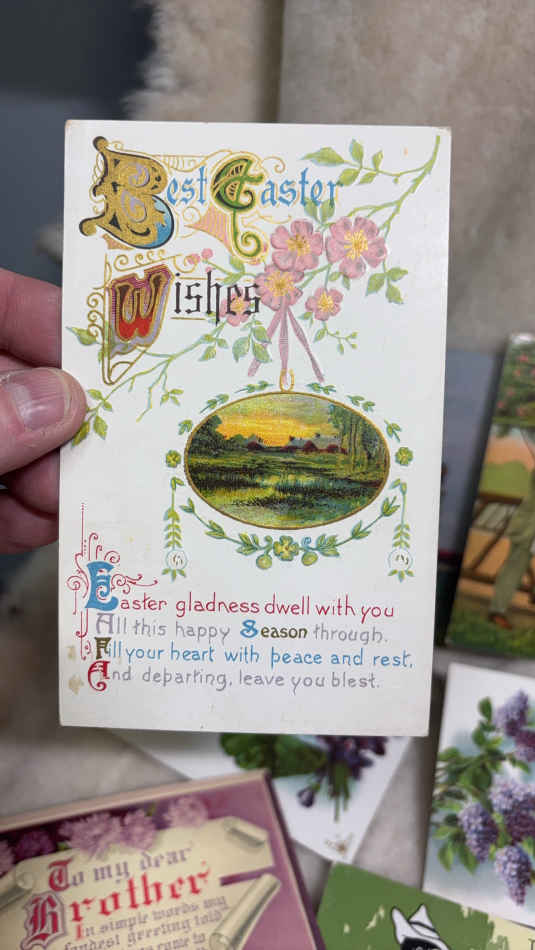 Best Easter
Wishes
Easter gladness dwell with you
All this happy Season through.
Fill your heart with peace and rest,
And departing, leave you blest.
To my dear
Brother
In simple words my
fondest greeting told